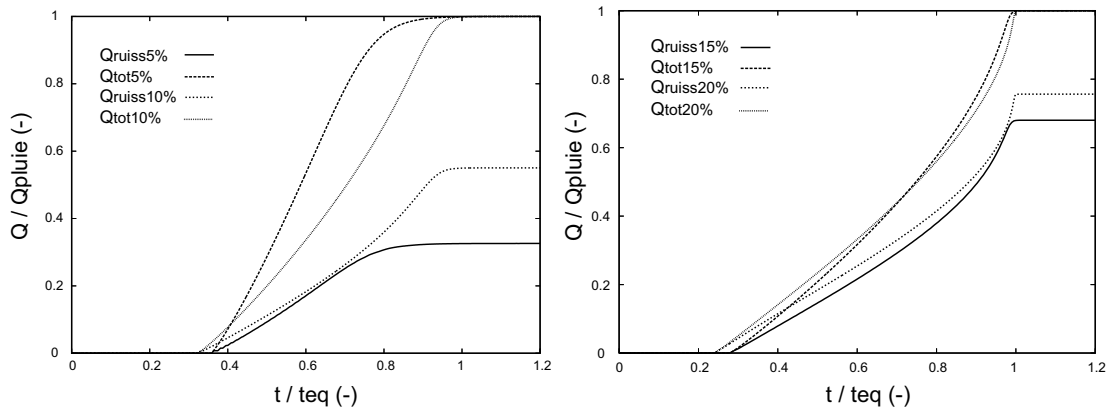 Qruiss5%
Qtot5%
Qruiss10%
Qtot10%
Q / Qpluie (-)
1
0.8
0.6
0.4
0.2
0
0 0.2 0.4 0.6 0.8 1 1.2
t / teq (-)
Qruiss15%
Qtot15%
Qruiss20%
Qtot20%
Q / Qpluie (-)
1
0.8
0.6
0.4
0.2
0
0 0.2 0.4 0.6 0.8 1 1.2
t / teq (-)